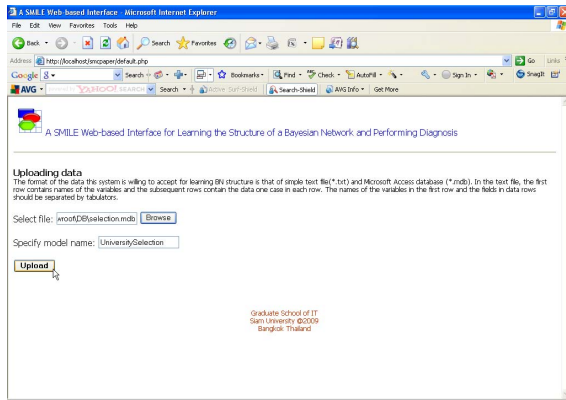 A SMILE Web-based Interface - Microsoft Internet Explorer
File Edit View Favorites Tools Help
Back Search Favorites
Address http://localhost/smcpaper/default.php Go Links
Google Bookmarks Find Check AutoFill Sign in SnagIt
AVG YAHOO! SEARCH Search Active Surf-Shield Search-Shield AVG Info Get More
A SMILE Web-based Interface for Learning the Structure of a Bayesian Network and Performing Diagnosis
Uploading data
The format of the data this system is willing to accept for learning BN structure is that of simple text file(*.txt) and Microsoft Access database (*.mdb). In the text file, the first
row contains names of the variables and the subsequent rows contain the data one case in each row. The names of the variables in the first row and the fields in data rows
should be separated by tabulators.
Select file: wroot\DB\selection.mdb Browse
Specify model name: UniversitySelection
Upload
Graduate School of IT
Siam University @2009
Bangkok Thailand